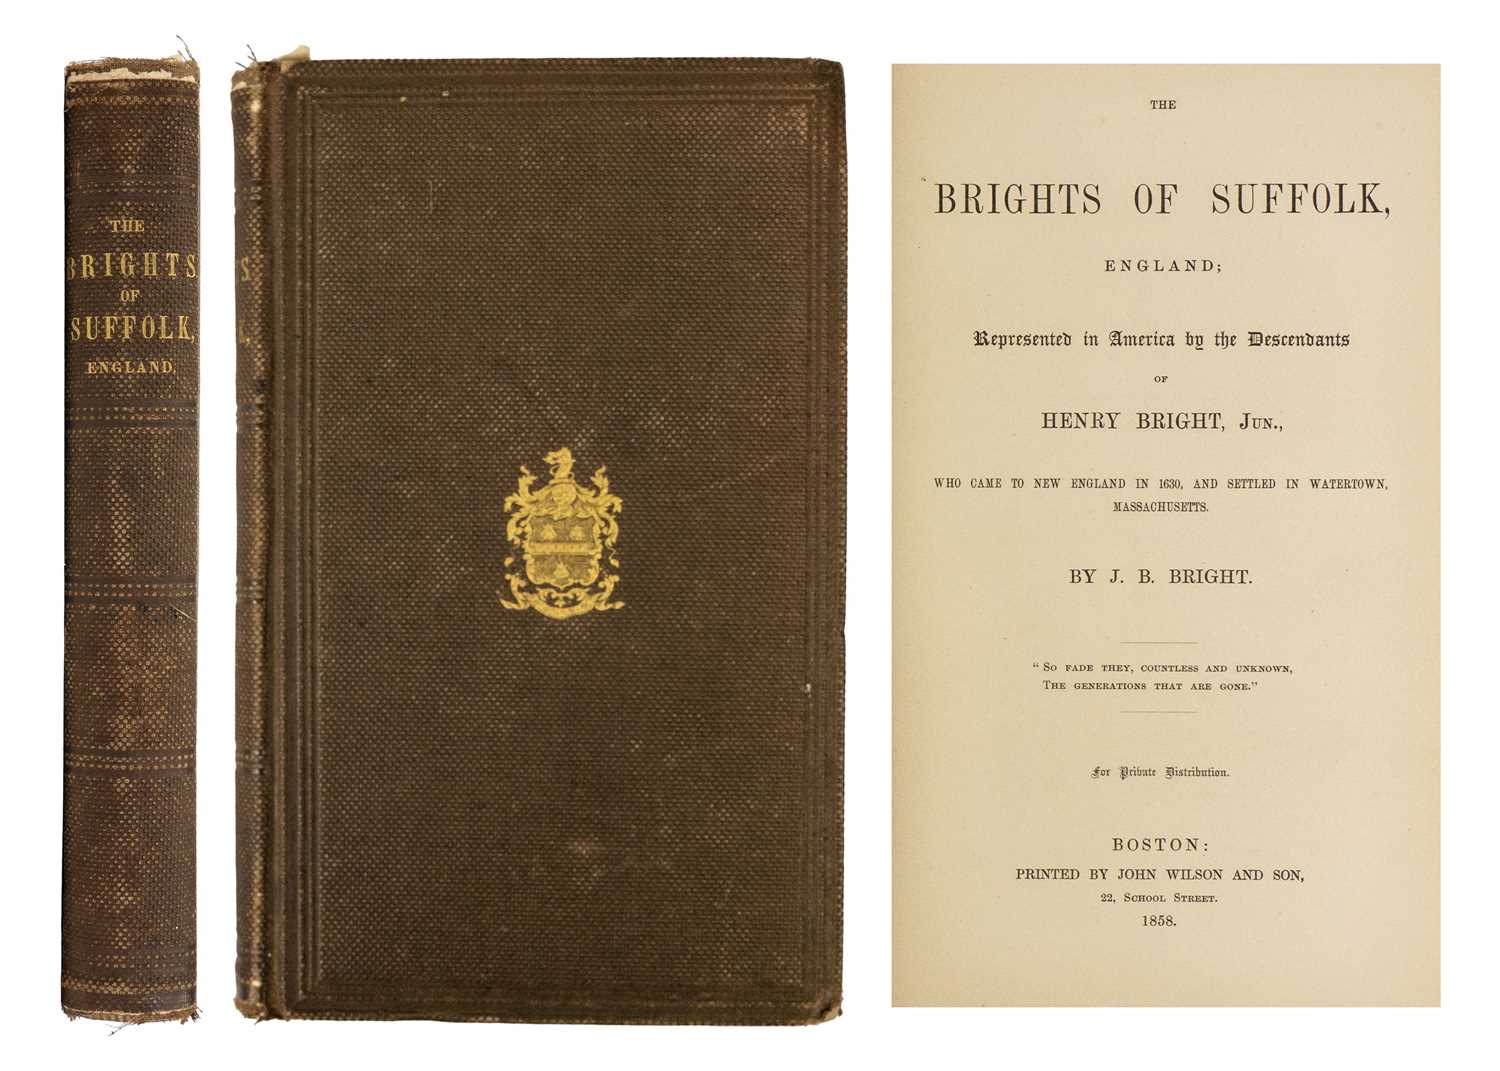 THE
BRIGHTS
OF
SUFFOLK,
ENGLAND.
S.
K,
THE
BRIGHTS OF SUFFOLK,
ENGLAND;
Represented in America by the Descendants
OF
HENRY BRIGHT, JUN.,
WHO CAME TO NEW ENGLAND IN 1630, AND SETTLED IN WATERTOWN,
MASSACHUSETTS.
BY J. B. BRIGHT.
“ SO FADE THEY, COUNTLESS AND UNKNOWN,
THE GENERATIONS THAT ARE GONE.”
For Private Distribution.
BOSTON:
PRINTED BY JOHN WILSON AND SON,
22, SCHOOL STREET.
1858.